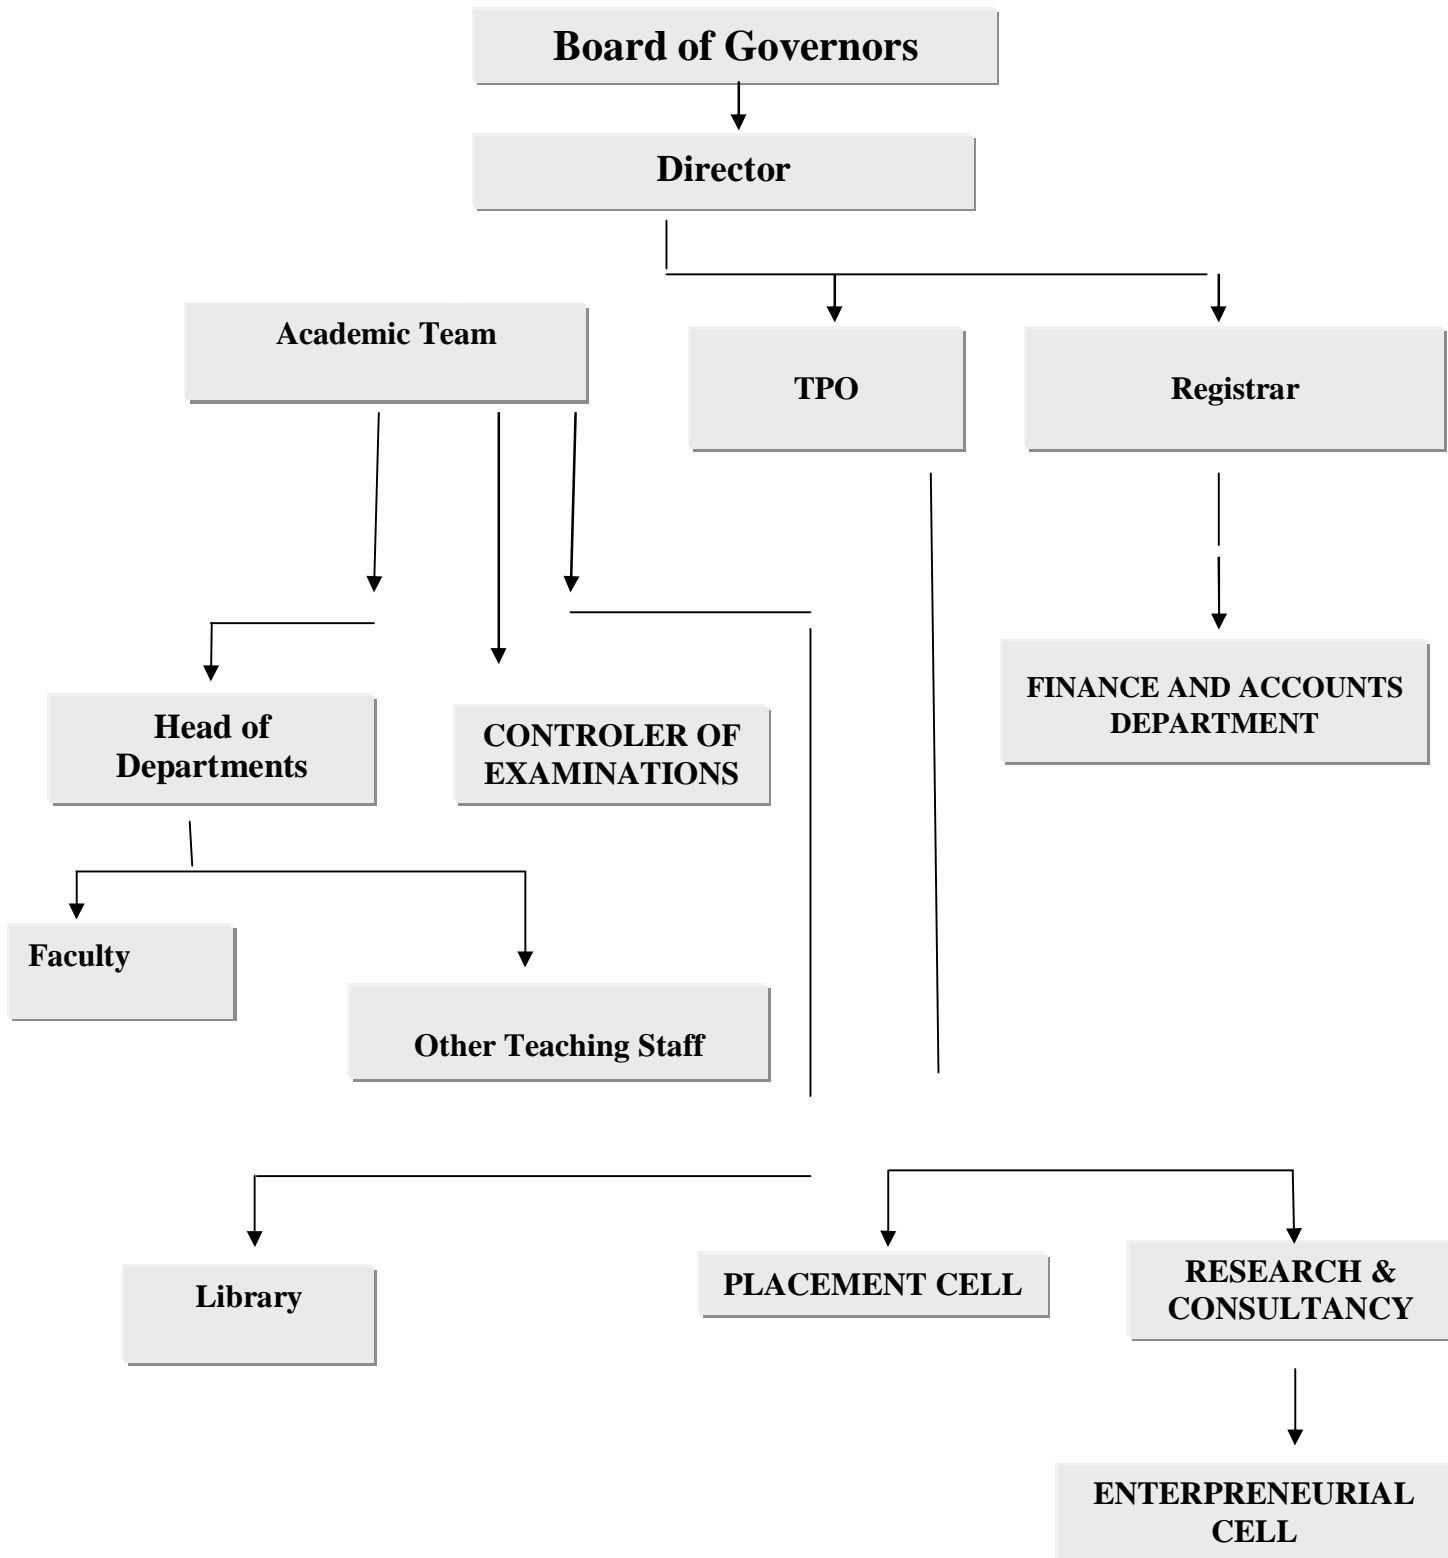 Board of Governors
Director
Academic Team
TPO
Registrar
FINANCE AND ACCOUNTS
DEPARTMENT
Head of
Departments
CONTROLER OF
EXAMINATIONS
Faculty
Other Teaching Staff
Library
PLACEMENT CELL
RESEARCH &
CONSULTANCY
ENTERPRENEURIAL
CELL